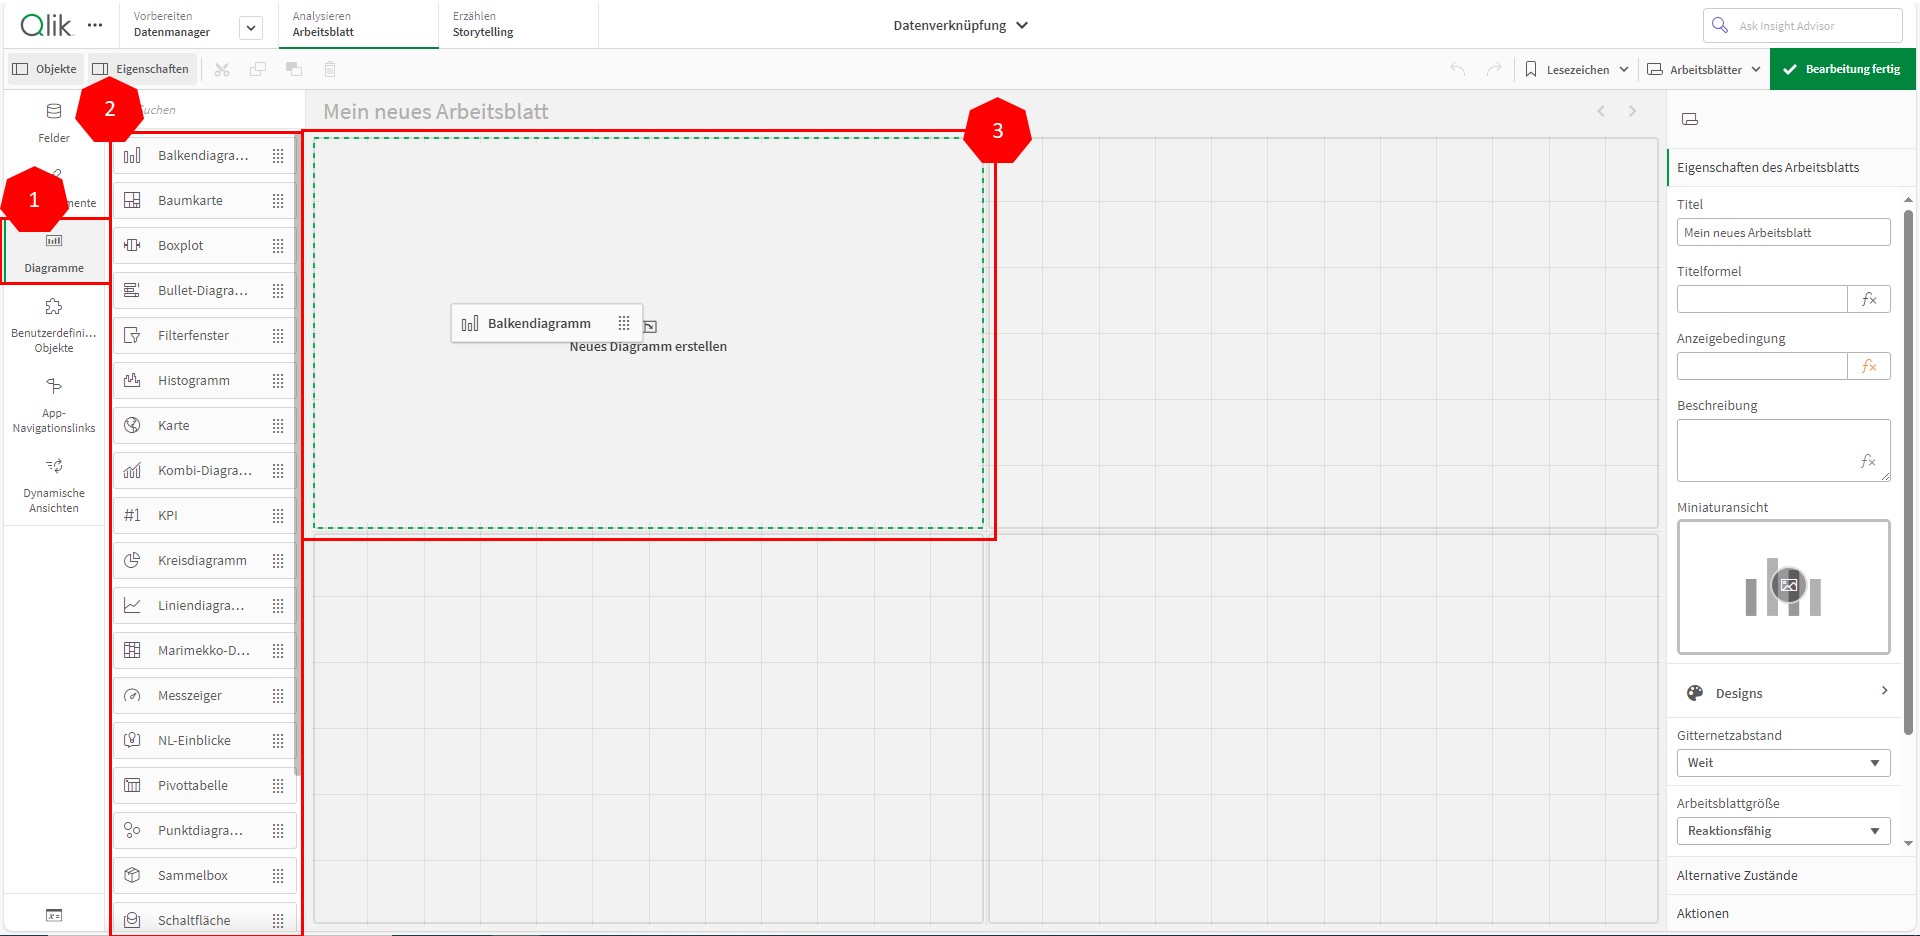 Qlik
Vorbereiten
Datenmanager
Analysieren
Arbeitsblatt
Erzählen
Storytelling
Datenverknüpfung
Ask Insight Advisor
Objekte
Eigenschaften
Lesezeichen
Arbeitsblätter
Bearbeitung fertig
Felder
mente
Diagramme
Benutzerdefini...
Objekte
App-
Navigationslinks
Dynamische
Ansichten
1
2
3
uchen
Balkendiagra...
Baumkarte
Boxplot
Bullet-Diagra...
Filterfenster
Histogramm
Karte
Kombi-Diagra...
#1 KPI
Kreisdiagramm
Liniendiagra...
Marimekko-D...
Messzeiger
NL-Einblicke
Pivottabelle
Punktdiagra...
Sammelbox
Schaltfläche
Mein neues Arbeitsblatt
Balkendiagramm
Neues Diagramm erstellen
Eigenschaften des Arbeitsblatts
Titel
Mein neues Arbeitsblatt
Titelformel
fx
Anzeigebedingung
fx
Beschreibung
fx
Miniaturansicht
Designs
Gitternetzabstand
Weit
Arbeitsblattgröße
Reaktionsfähig
Alternative Zustände
Aktionen